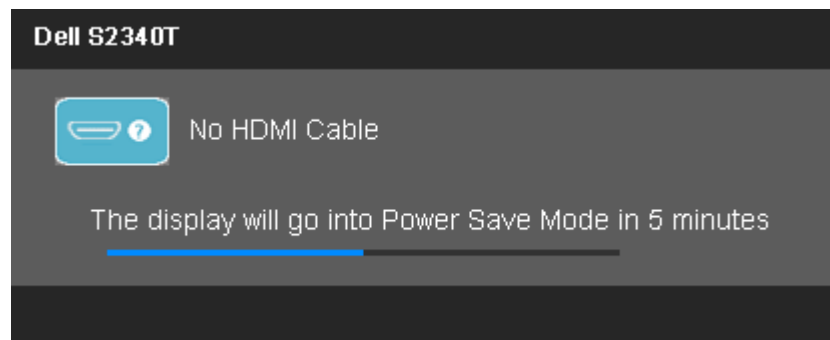 Dell S2340T
No HDMI Cable
The display will go into Power Save Mode in 5 minutes